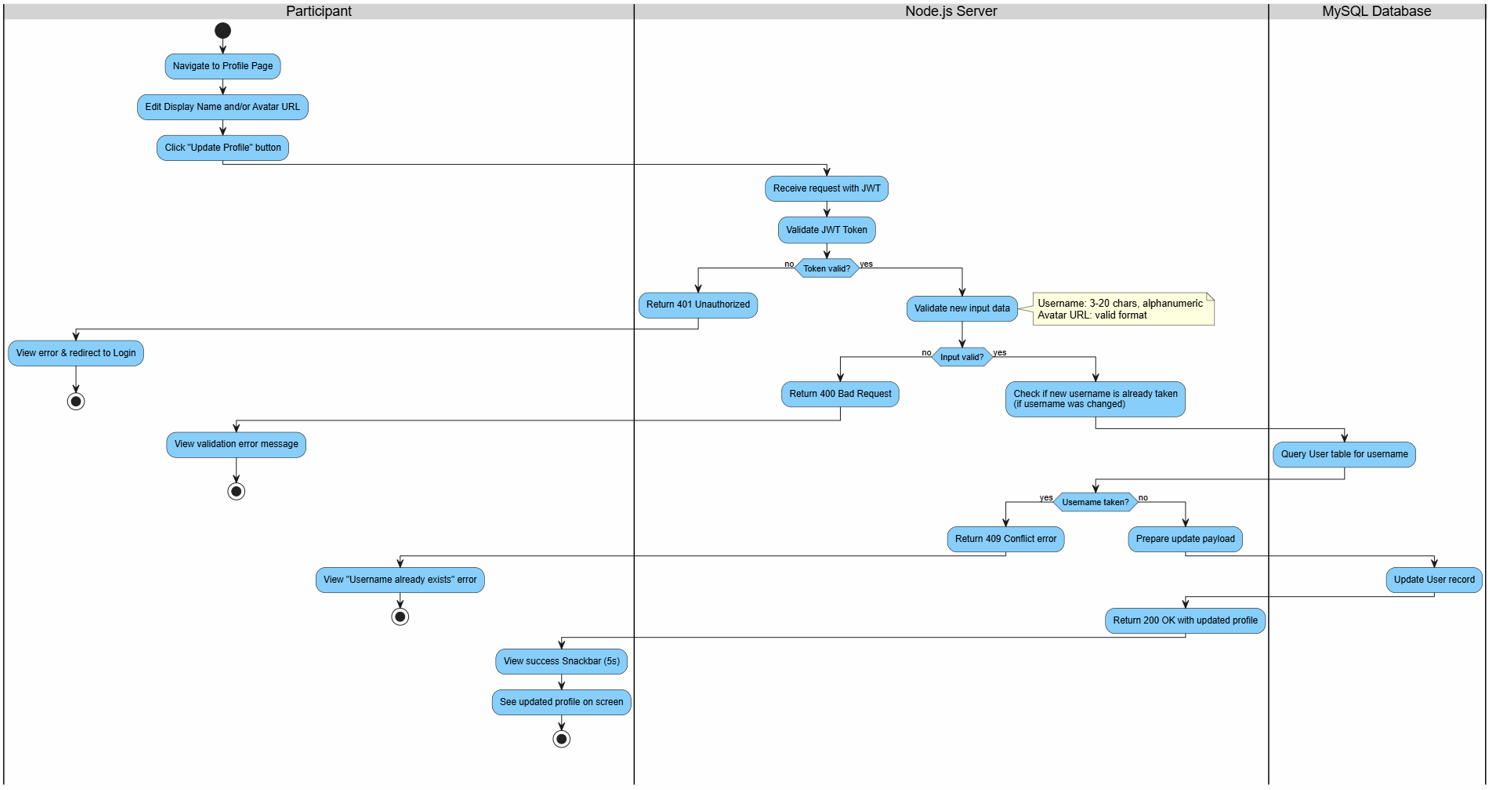 Participant
Node.js Server
MySQL Database
Navigate to Profile Page
Edit Display Name and/or Avatar URL
Click "Update Profile" button
Receive request with JWT
Validate JWT Token
no
Token valid?
yes
Return 401 Unauthorized
Validate new input data
Username: 3-20 chars, alphanumeric
Avatar URL: valid format
View error & redirect to Login
no
Input valid?
yes
Return 400 Bad Request
Check if new username is already taken
(if username was changed)
View validation error message
Query User table for username
yes
Username taken?
no
Return 409 Conflict error
Prepare update payload
View "Username already exists" error
Update User record
Return 200 OK with updated profile
View success Snackbar (5s)
See updated profile on screen